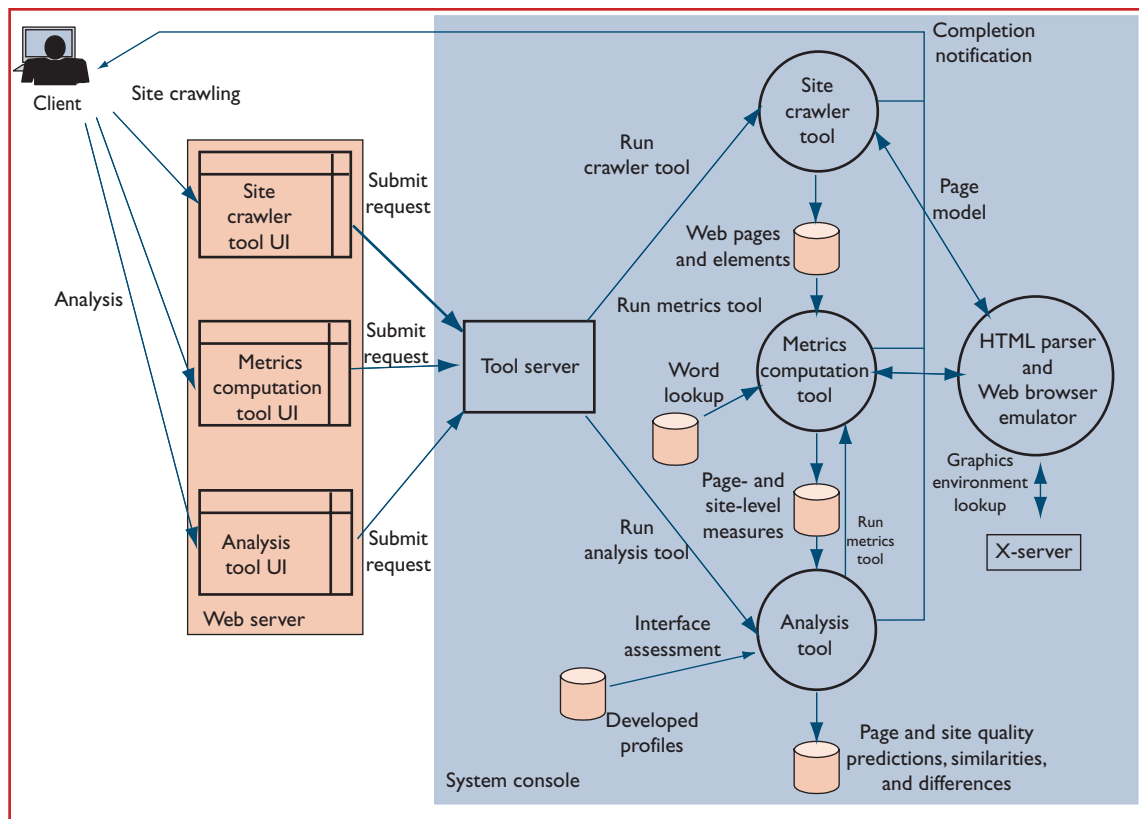 Client
Site crawling
Analysis
Site
crawler
tool UI
Metrics
computation
tool UI
Analysis
tool UI
Web server
Submit
request
Submit
request
Submit
request
Tool server
Run
crawler tool
Run metrics tool
Run
analysis tool
Completion
notification
Site
crawler
tool
Page
model
Web pages
and elements
Metrics
computation
tool
Word
lookup
HTML parser
and
Web browser
emulator
Graphics
environment
lookup
X-server
Page- and
site-level
measures
Run
metrics
tool
Interface
assessment
Analysis
tool
Developed
profiles
Page and site quality
predictions, similarities,
and differences
System console